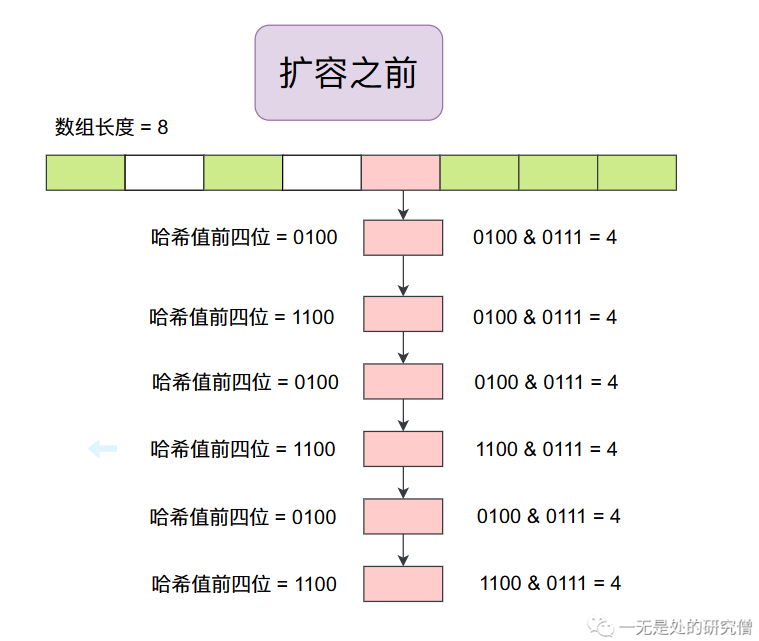 扩容之前
数组长度 = 8
哈希值前四位 = 0100 0100 & 0111 = 4
哈希值前四位 = 1100 0100 & 0111 = 4
哈希值前四位 = 0100 0100 & 0111 = 4
哈希值前四位 = 1100 1100 & 0111 = 4
哈希值前四位 = 0100 0100 & 0111 = 4
哈希值前四位 = 1100 1100 & 0111 = 4
一无是处的研究僧